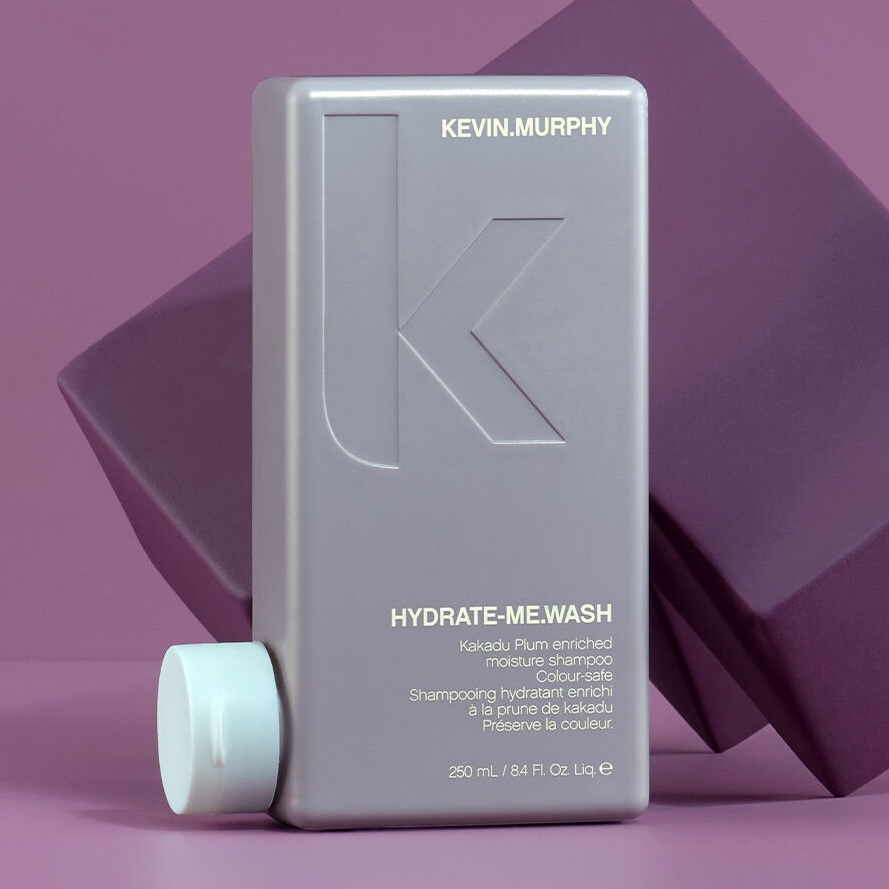 KEVIN.MURPHY
K
HYDRATE-ME.WASH
Kakadu Plum enriched
moisture shampoo
Colour-safe
Shampooing hydratant enrichi
à la prune de kakadu
Préserve la couleur.
250 mL / 8.4 Fl. Oz. Liq. ℮